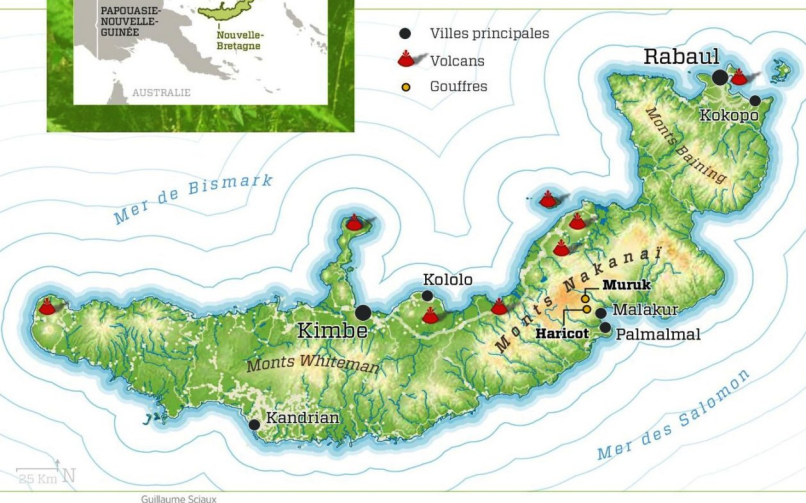 PAPOUASIE-
NOUVELLE-
GUINÉE
Nouvelle-
Bretagne
AUSTRALIE
Villes principales
Volcans
Gouffres
Rabaul
Kokopo
Monts Baining
Mer de Bismark
Kololo
Monts Nakanaï
Muruk
Malakur
Kimbe
Haricot
Palmalmal
Monts Whiteman
Kandrian
Mer des Salomon
25 Km N
Guillaume Sciaux